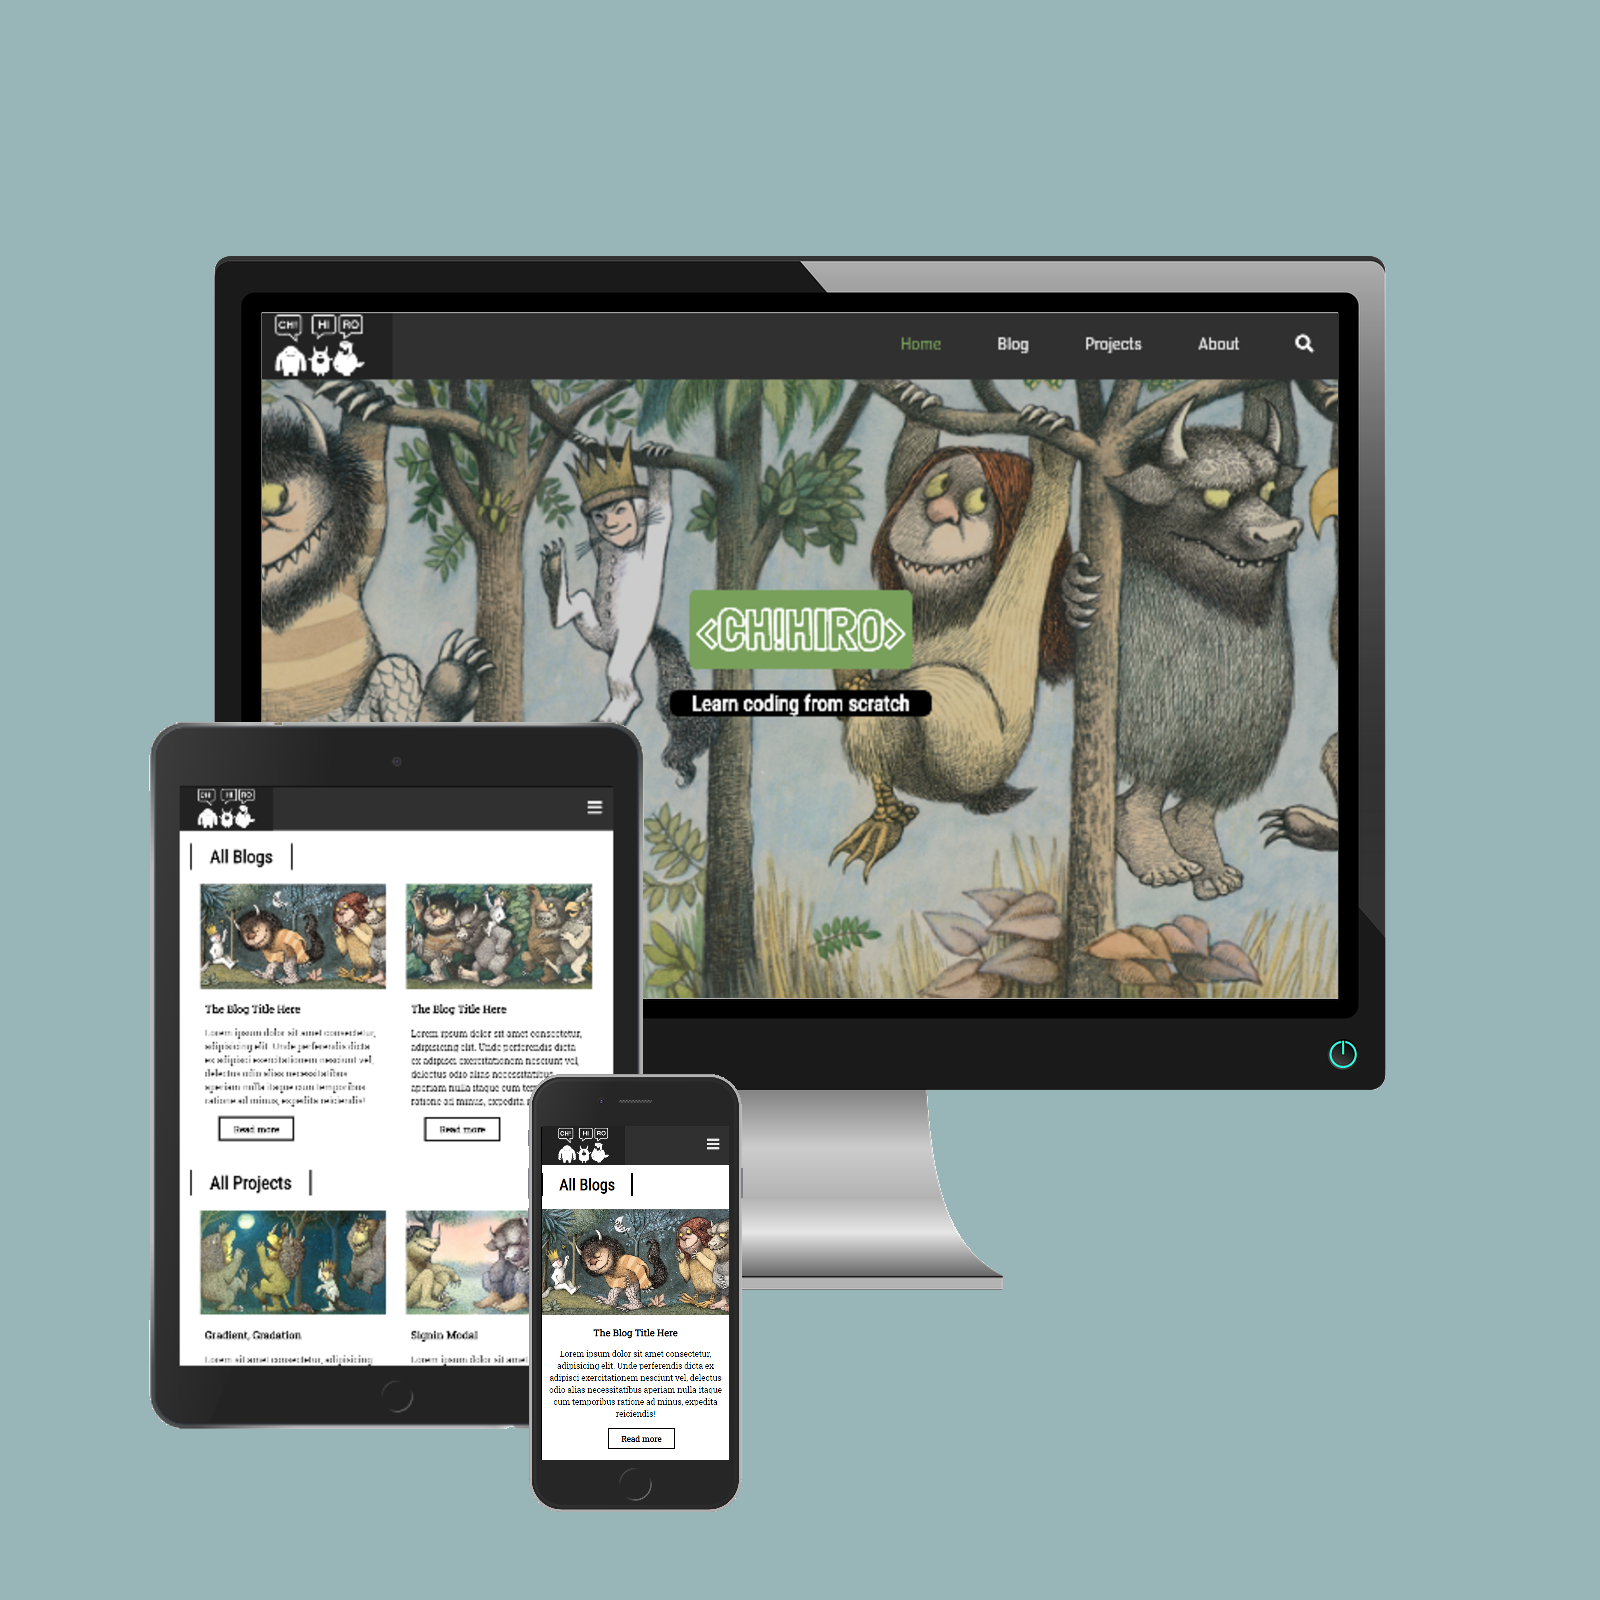 CH! HI RO
Home Blog Projects About
<CH!HIRO>
Learn coding from scratch
CH! HI RO
All Blogs
The Blog Title Here
Lorem ipsum dolor sit amet consectetur,
adipisicing elit. Unde perferendis dicta
ex adipisci exercitationem nesciunt vel,
delectus odio alias necessitatibus
aperiam nulla itaque cum temporibus
ratione ad minus, expedita reiciendis!
Read more
The Blog Title Here
Lorem ipsum dolor sit amet consectetur,
adipisicing elit. Unde perferendis dicta
ex adipisci exercitationem nesciunt vel,
delectus odio alias necessitatibus
aperiam nulla itaque cum
ratione ad minus, expedita
Read more
All Projects
Gradient, Gradation
Lorem sit amet consectetur, adipisicing
Signin Modal
Lorem ipsum dolor sit amet
CH! HI RO
All Blogs
The Blog Title Here
Lorem ipsum dolor sit amet consectetur,
adipisicing elit. Unde perferendis dicta ex
adipisci exercitationem nesciunt vel, delectus
odio alias necessitatibus aperiam nulla itaque
cum temporibus ratione ad minus, expedita
reiciendis!
Read more